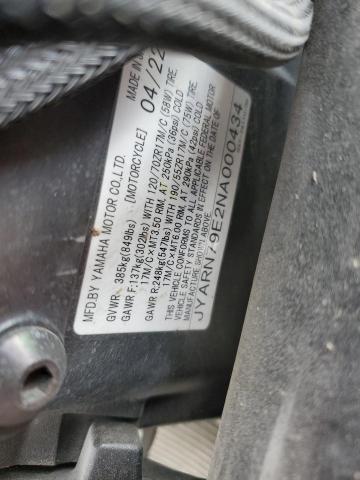 MFD.BY YAMAHA MOTOR CO.,LTD. 04/22 MADE IN
GVWR: 385kg(849lbs) [MOTORCYCLE]
GAWR F:137kg(302lbs) WITH 120/70ZR17M/C (58W) TIRE
17M/C×MT3.50 RIM, AT 250kPa (36psi) COLD
GAWR R:248kg(547lbs) WITH 190/55ZR17M/C (75W) TIRE
17M/C×MT6.00 RIM, AT 290kPa (42psi) COLD
THIS VEHICLE CONFORMS TO ALL APPLICABLE FEDERAL MOTOR
VEHICLE SAFETY STANDARDS IN EFFECT ON THE DATE OF
MANUFACTURE SPECIFIED ABOVE.
JYARN79E2NA000434